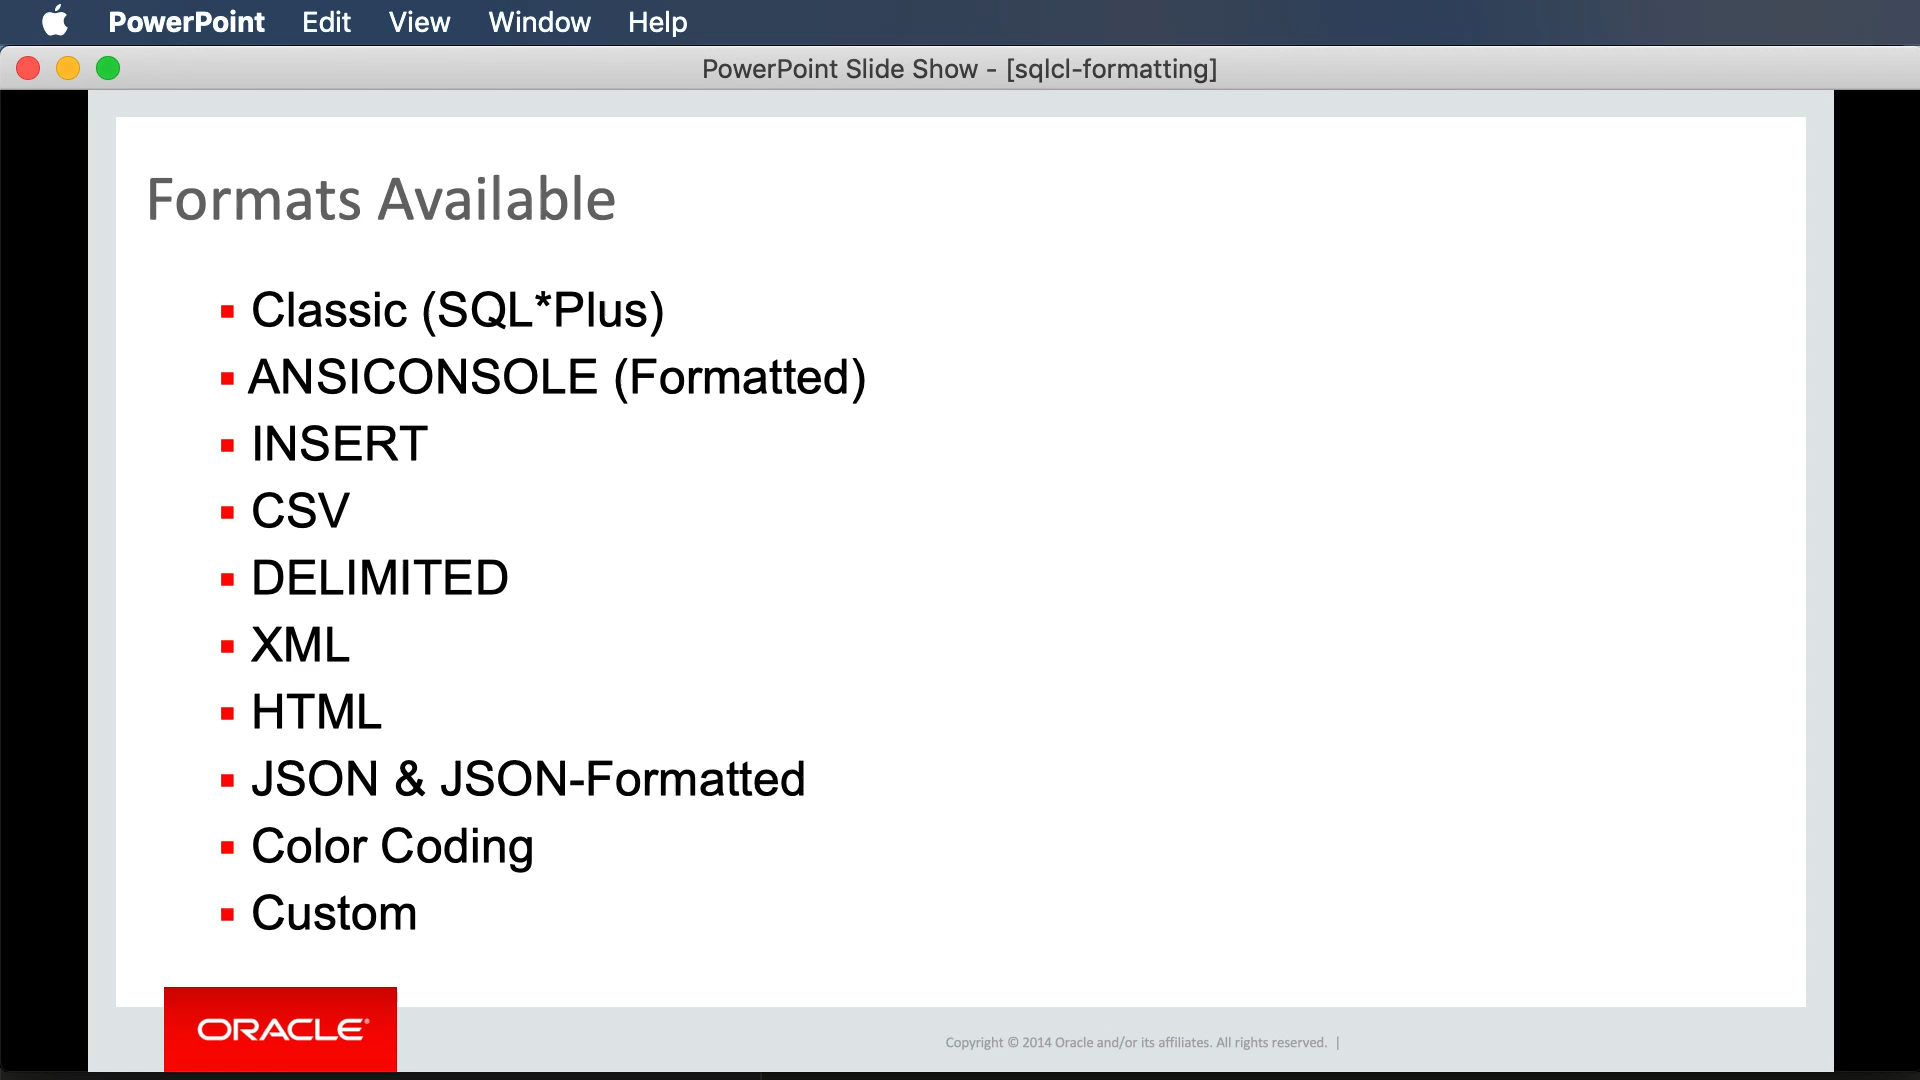 PowerPoint Edit View Window Help
PowerPoint Slide Show - [sqlcl-formatting]
Formats Available
▪ Classic (SQL*Plus)
▪ ANSICONSOLE (Formatted)
▪ INSERT
▪ CSV
▪ DELIMITED
▪ XML
▪ HTML
▪ JSON & JSON-Formatted
▪ Color Coding
▪ Custom
ORACLE®
Copyright © 2014 Oracle and/or its affiliates. All rights reserved. |